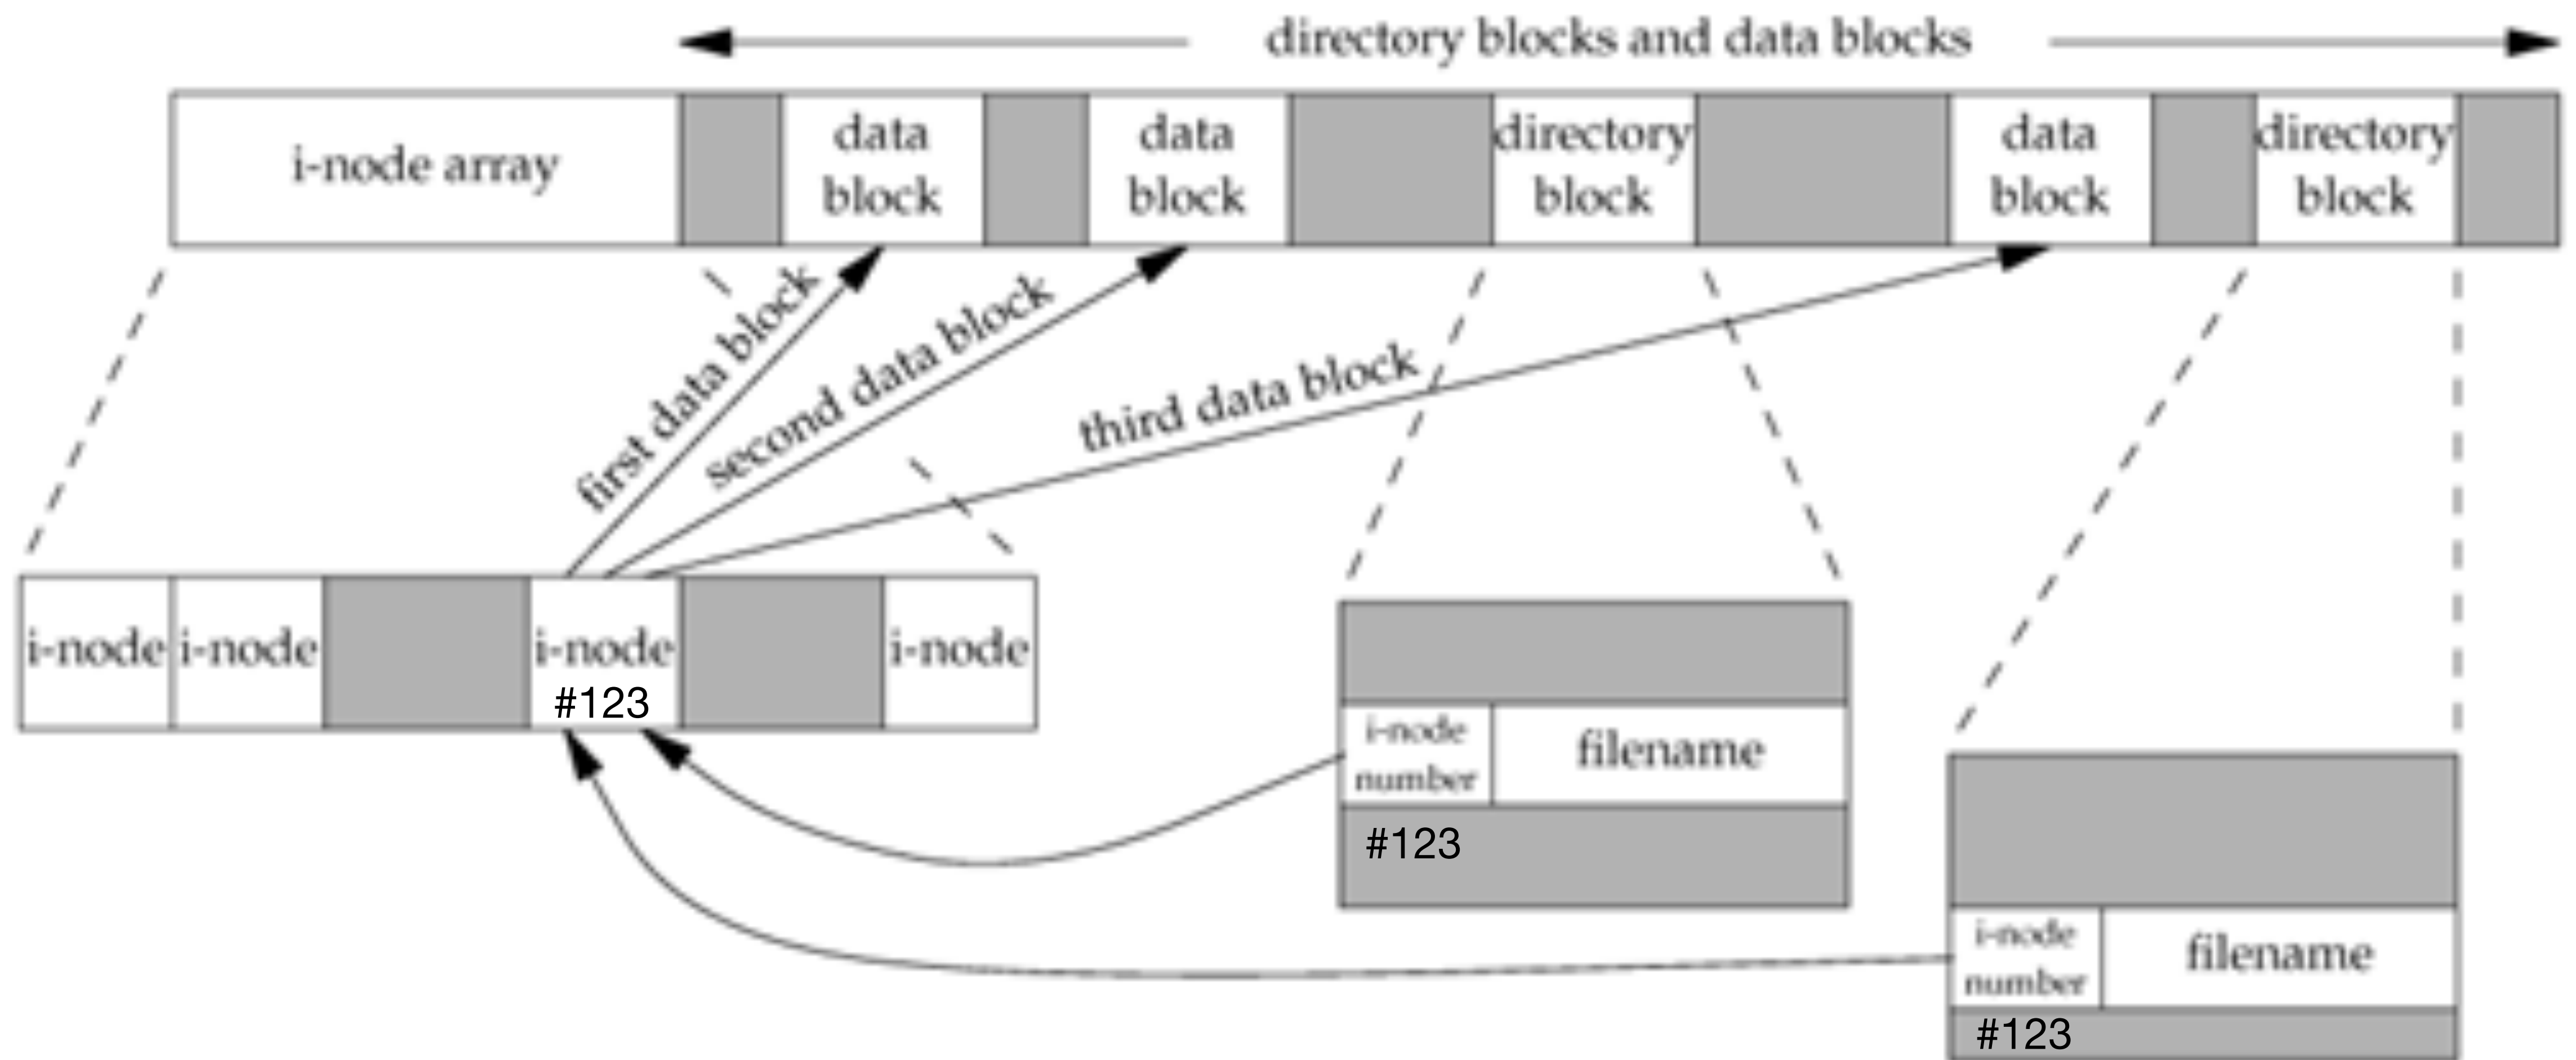 directory blocks and data blocks
i-node array
data
block
data
block
directory
block
data
block
directory
block
first data block
second data block
third data block
i-node
i-node
i-node
#123
i-node
i-node
number
filename
#123
i-node
number
filename
#123